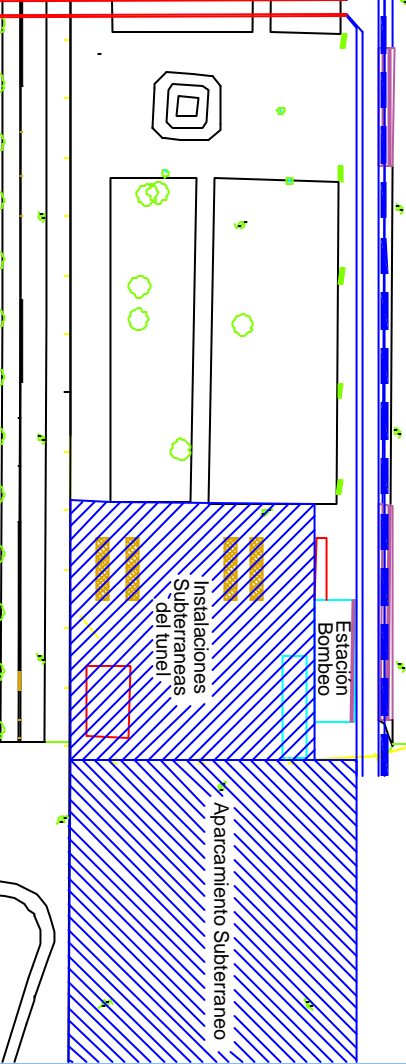 Instalaciones
Subterraneas
del tunel
Estación
Bombeo
Aparcamiento Subterraneo